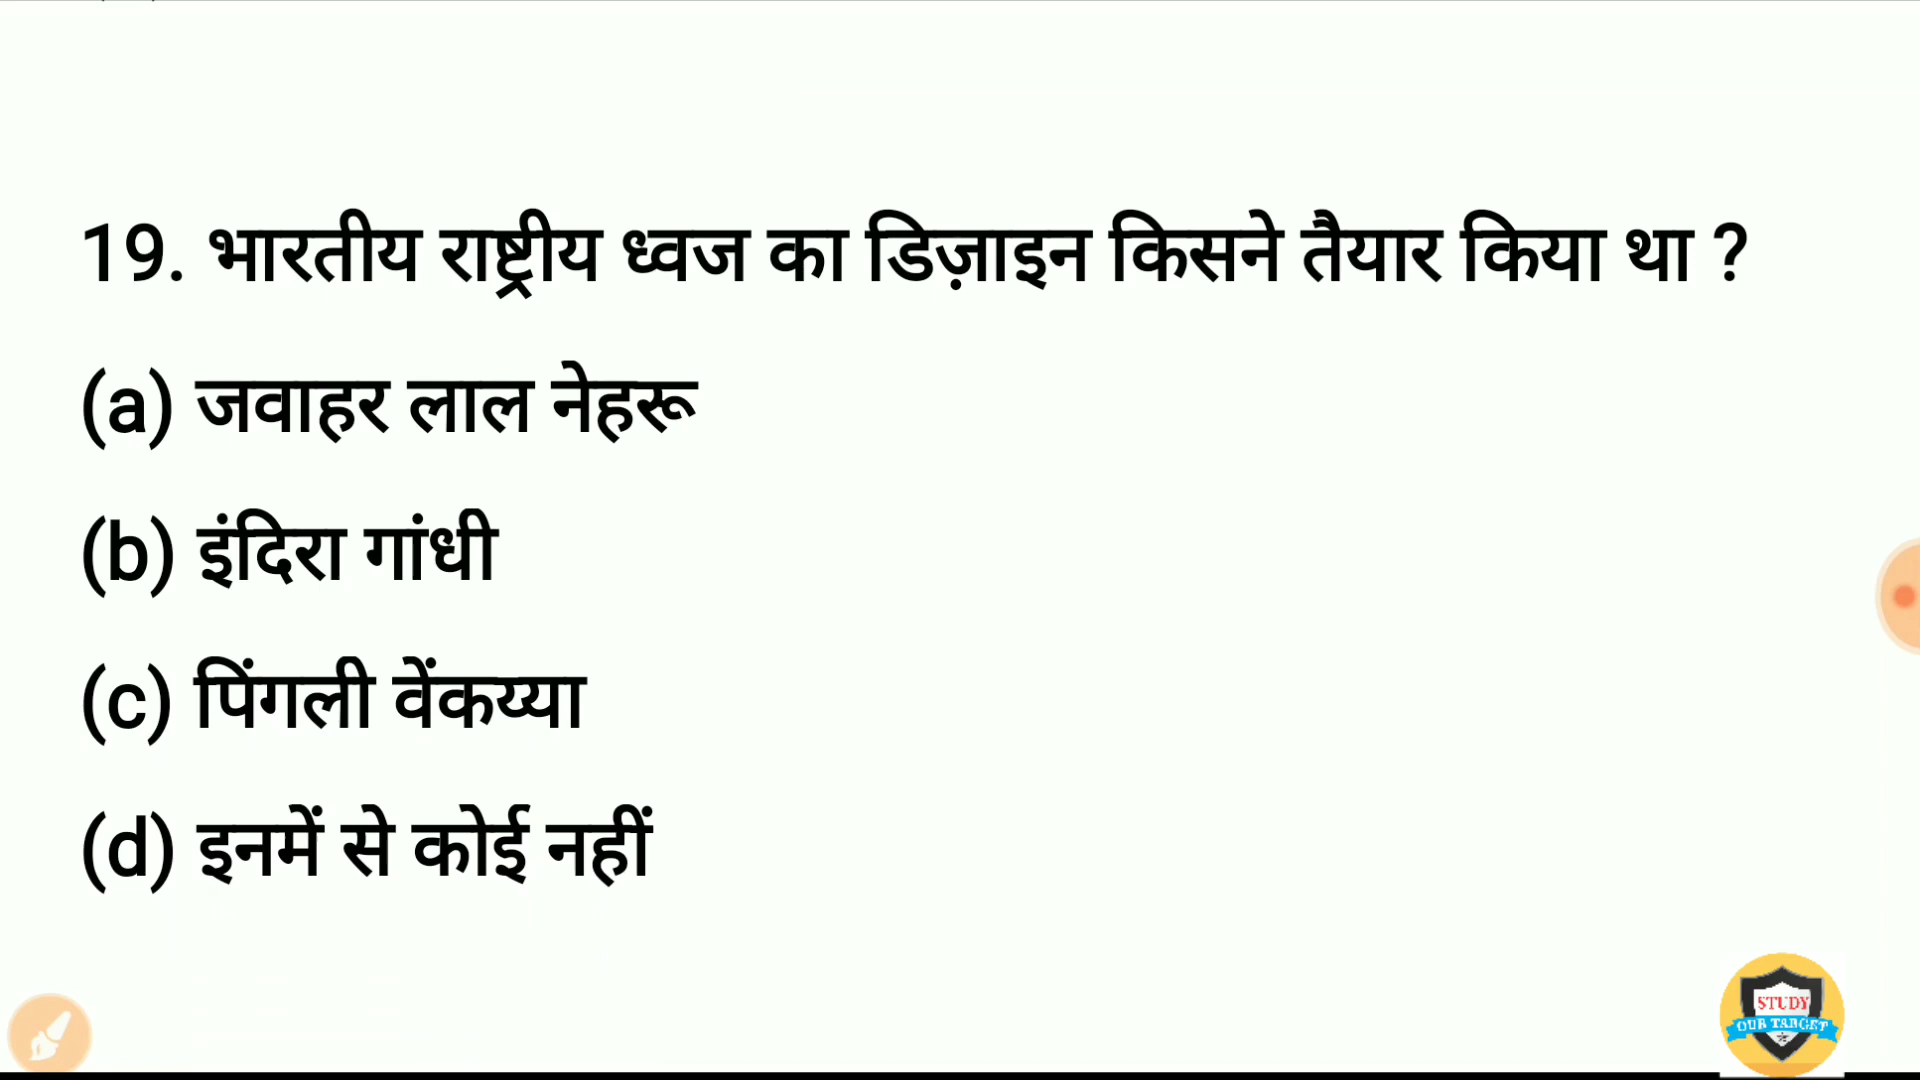 19. भारतीय राष्ट्रीय ध्वज का डिज़ाइन किसने तैयार किया था ?
(a) जवाहर लाल नेहरू
(b) इंदिरा गांधी
(c) पिंगली वेंकय्या
(d) इनमें से कोई नहीं
STUDY
OUR TARGET